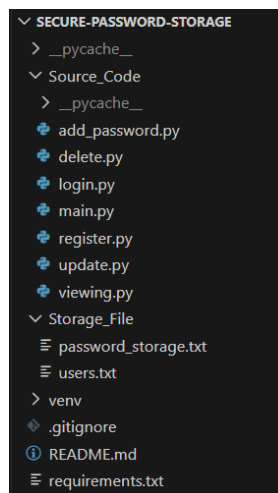 SECURE-PASSWORD-STORAGE
__pycache__
Source_Code
__pycache__
add_password.py
delete.py
login.py
main.py
register.py
update.py
viewing.py
Storage_File
password_storage.txt
users.txt
venv
.gitignore
README.md
requirements.txt